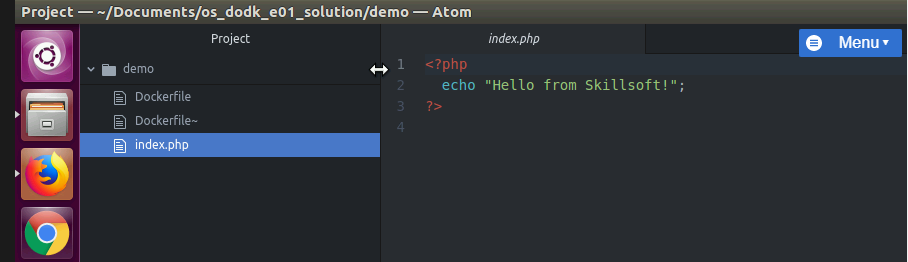 Project — ~/Documents/os_dodk_e01_solution/demo — Atom
Project
demo
Dockerfile
Dockerfile~
index.php
index.php
Menu
1 <?php
2 echo "Hello from Skillsoft!";
3 ?>
4